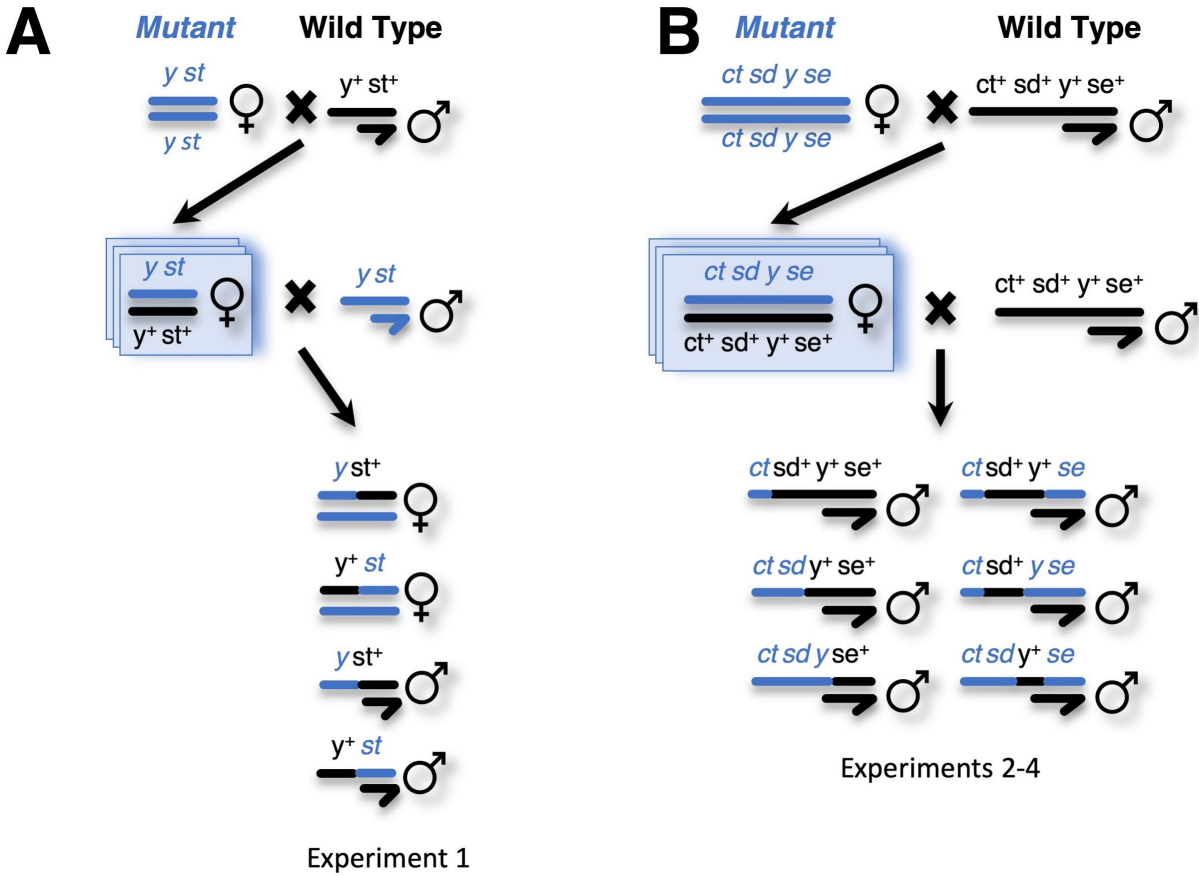 A
Mutant Wild Type
y st
y⁺ st⁺
y st
y st
y⁺ st⁺
y st
y st⁺
y⁺ st
y st⁺
y⁺ st
Experiment 1
B
Mutant Wild Type
ct sd y se
ct⁺ sd⁺ y⁺ se⁺
ct sd y se
ct sd y se
ct⁺ sd⁺ y⁺ se⁺
ct⁺ sd⁺ y⁺ se⁺
ct sd⁺ y⁺ se⁺ ct sd⁺ y⁺ se
ct sd y⁺ se⁺ ct sd⁺ y se
ct sd y se⁺ ct sd y⁺ se
Experiments 2-4